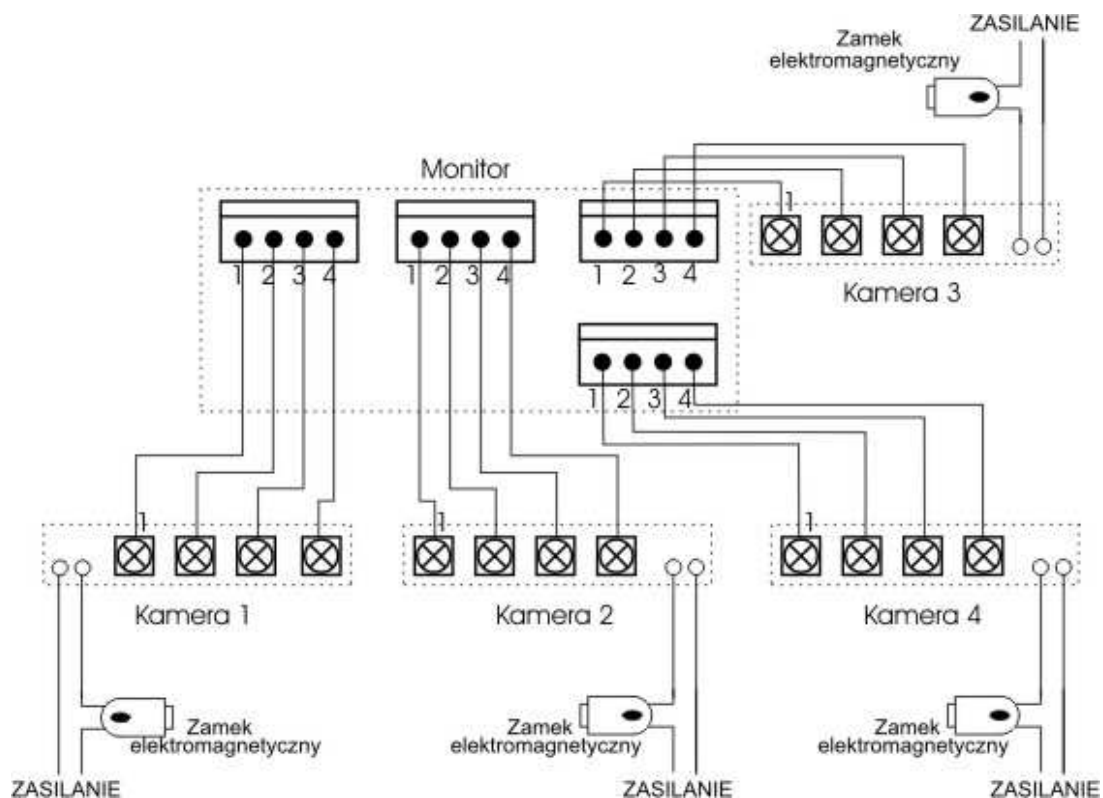 ZASILANIE
Zamek
elektromagnetyczny
Monitor
1
1 2 3 4
1 2 3 4
1 2 3 4
Kamera 3
1 2 3 4
1
1
1
Kamera 1
Kamera 2
Kamera 4
Zamek
elektromagnetyczny
Zamek
elektromagnetyczny
Zamek
elektromagnetyczny
ZASILANIE
ZASILANIE
ZASILANIE